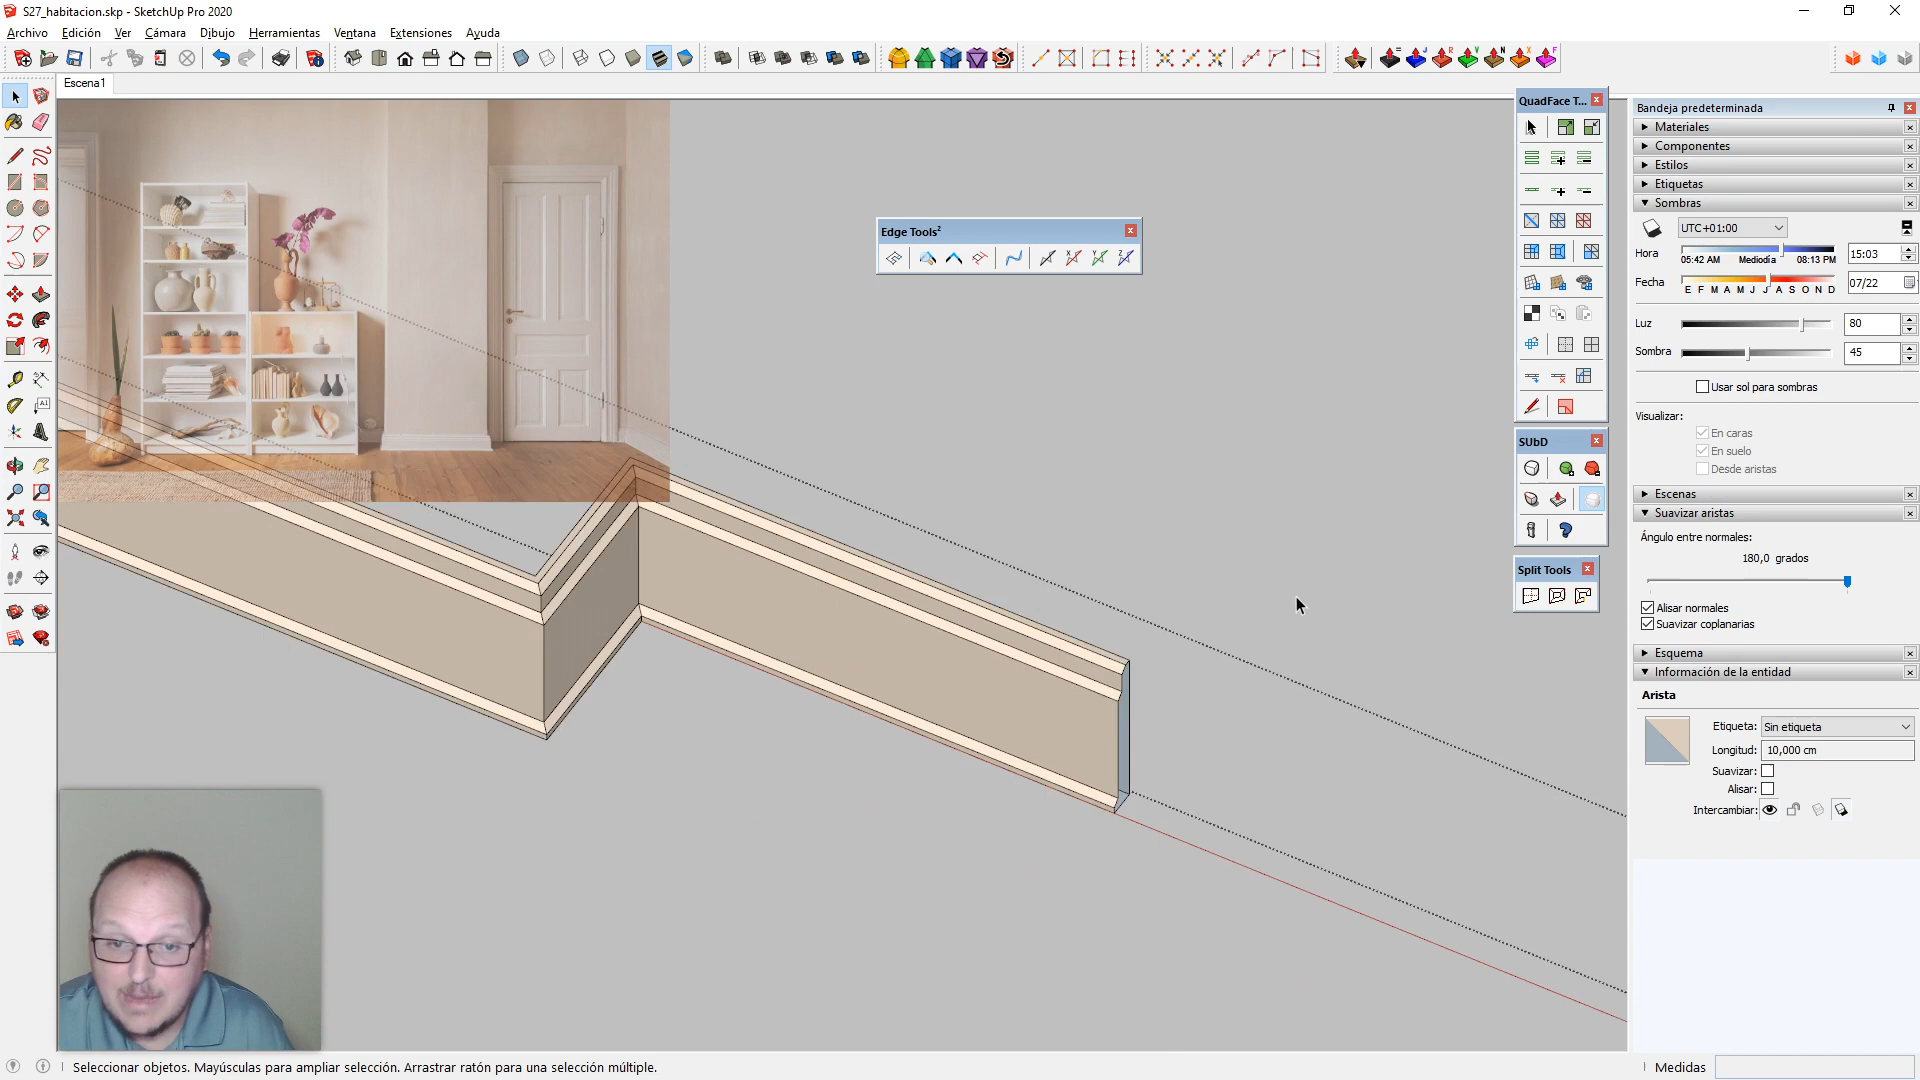 S27_habitacion.skp - SketchUp Pro 2020
Archivo Edición Ver Cámara Dibujo Herramientas Ventana Extensiones Ayuda
Escena1
Edge Tools²
QuadFace T...
SUbD
Split Tools
Bandeja predeterminada
Materiales
Componentes
Estilos
Etiquetas
Sombras
UTC+01:00
Hora
05:42 AM Mediodía 08:13 PM
15:03
Fecha
E F M A M J J A S O N D
07/22
Luz
80
Sombra
45
Usar sol para sombras
Visualizar:
En caras
En suelo
Desde aristas
Escenas
Suavizar aristas
Ángulo entre normales:
180,0 grados
Alisar normales
Suavizar coplanarias
Esquema
Información de la entidad
Arista
Etiqueta: Sin etiqueta
Longitud: 10,000 cm
Suavizar:
Alisar:
Intercambiar:
Seleccionar objetos. Mayúsculas para ampliar selección. Arrastrar ratón para una selección múltiple.
Medidas